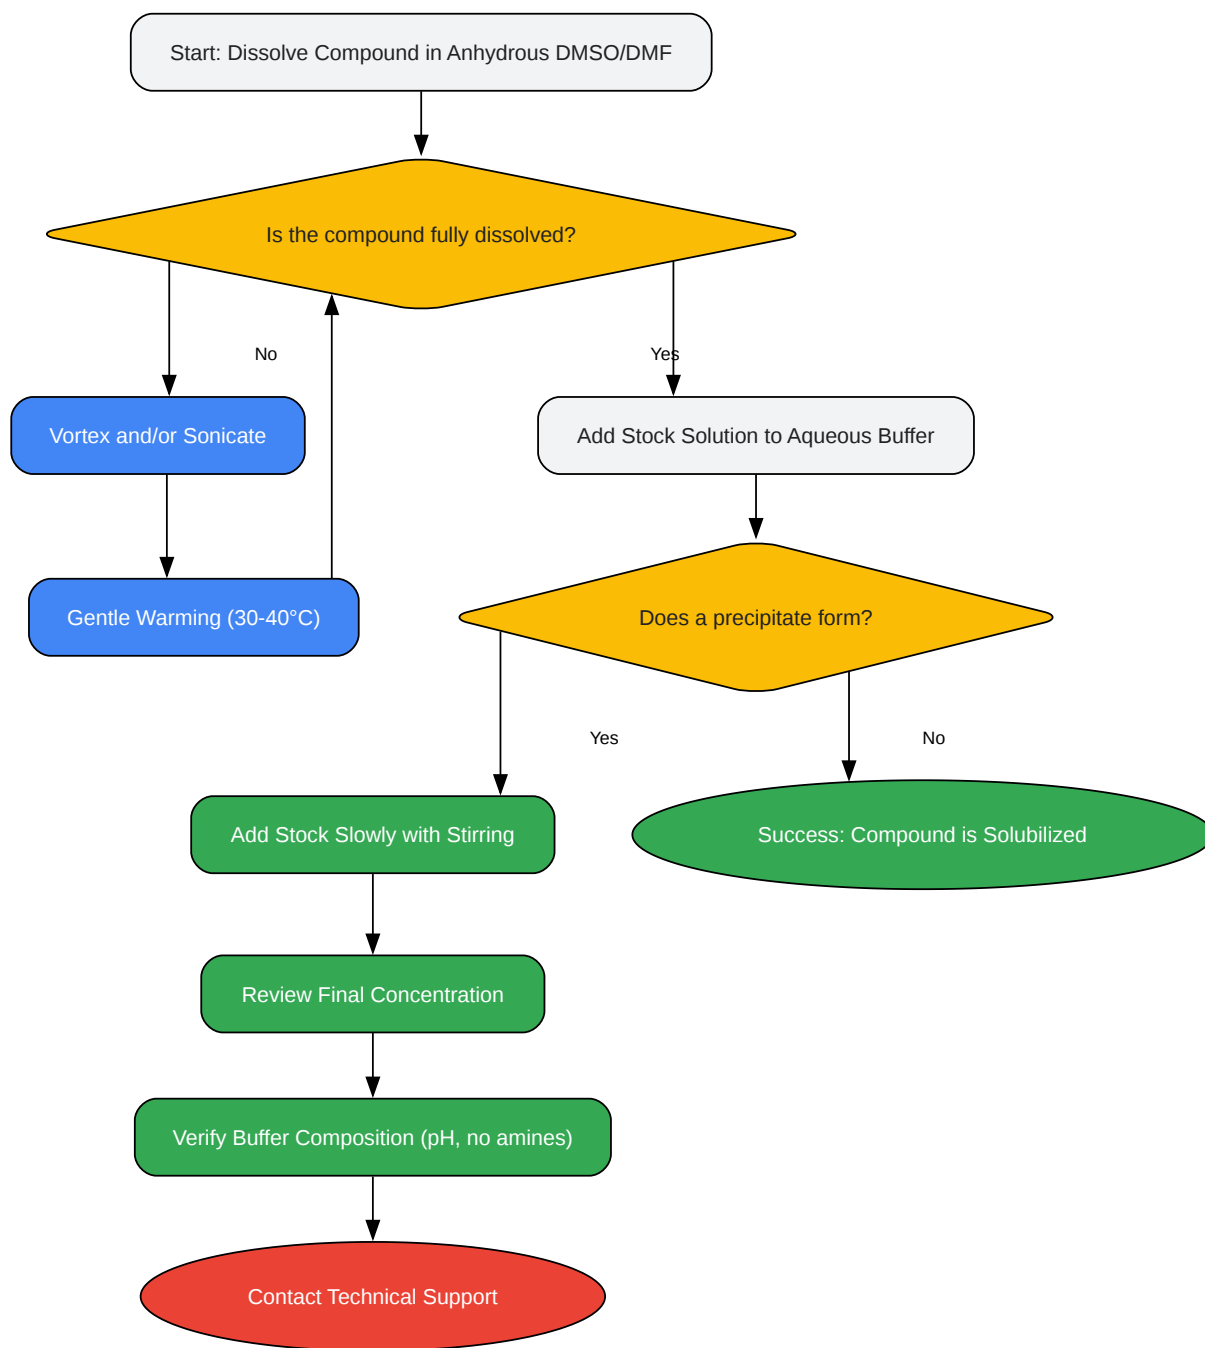 Start: Dissolve Compound in Anhydrous DMSO/DMF
Is the compound fully dissolved?
No
Yes
Vortex and/or Sonicate
Add Stock Solution to Aqueous Buffer
Gentle Warming (30-40°C)
Does a precipitate form?
Yes
No
Add Stock Slowly with Stirring
Success: Compound is Solubilized
Review Final Concentration
Verify Buffer Composition (pH, no amines)
Contact Technical Support